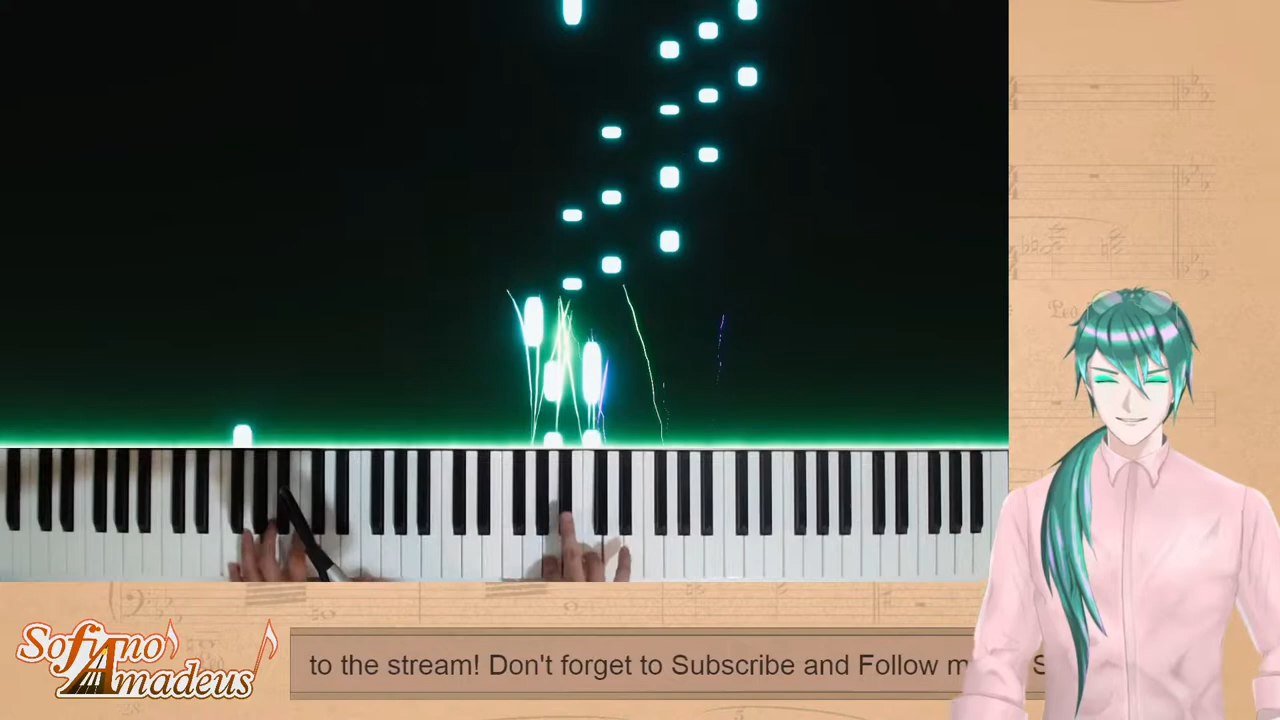 Sofiano
Amadeus
to the stream! Don't forget to Subscribe and Follow m